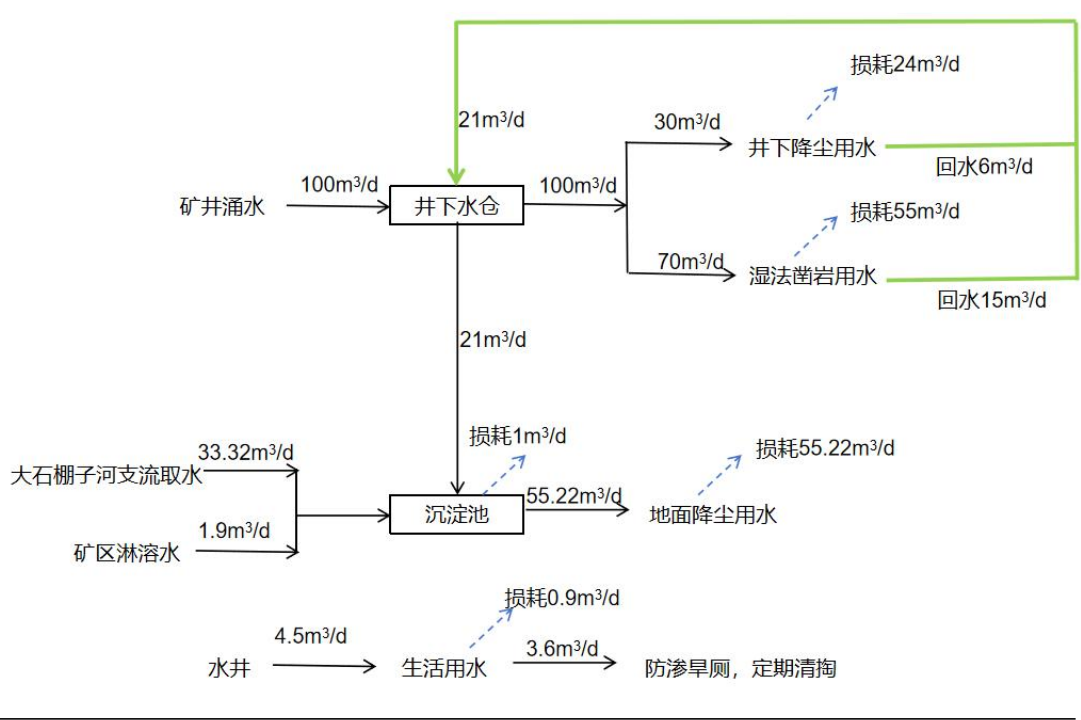 损耗24m³/d
21m³/d
30m³/d
井下降尘用水
回水6m³/d
矿井涌水
100m³/d
井下水仓
100m³/d
损耗55m³/d
70m³/d
湿法凿岩用水
回水15m³/d
21m³/d
损耗1m³/d
损耗55.22m³/d
大石棚子河支流取水
33.32m³/d
沉淀池
55.22m³/d
地面降尘用水
矿区淋溶水
1.9m³/d
损耗0.9m³/d
水井
4.5m³/d
生活用水
3.6m³/d
防渗旱厕，定期清掏